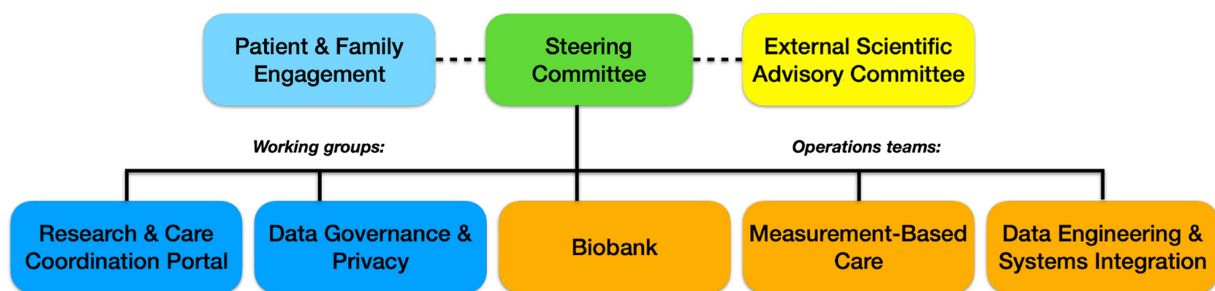 Patient & Family
Engagement
Steering
Committee
External Scientific
Advisory Committee
Working groups:
Operations teams:
Research & Care
Coordination Portal
Data Governance &
Privacy
Biobank
Measurement-Based
Care
Data Engineering &
Systems Integration